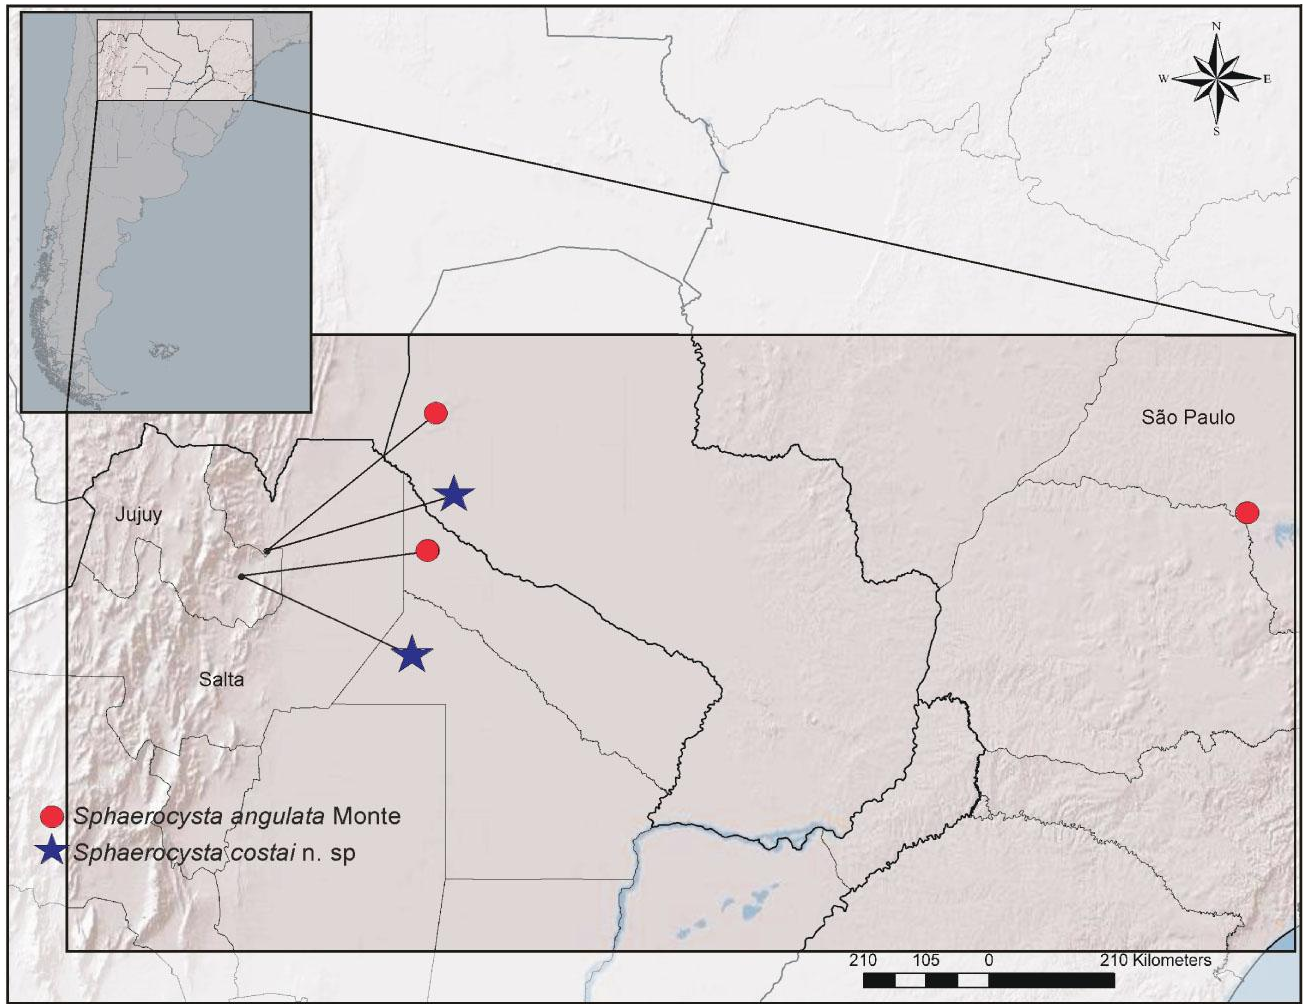 N
W E
S
São Paulo
Jujuy
Salta
Sphaerocysta angulata Monte
Sphaerocysta costai n. sp
210 105 0 210 Kilometers